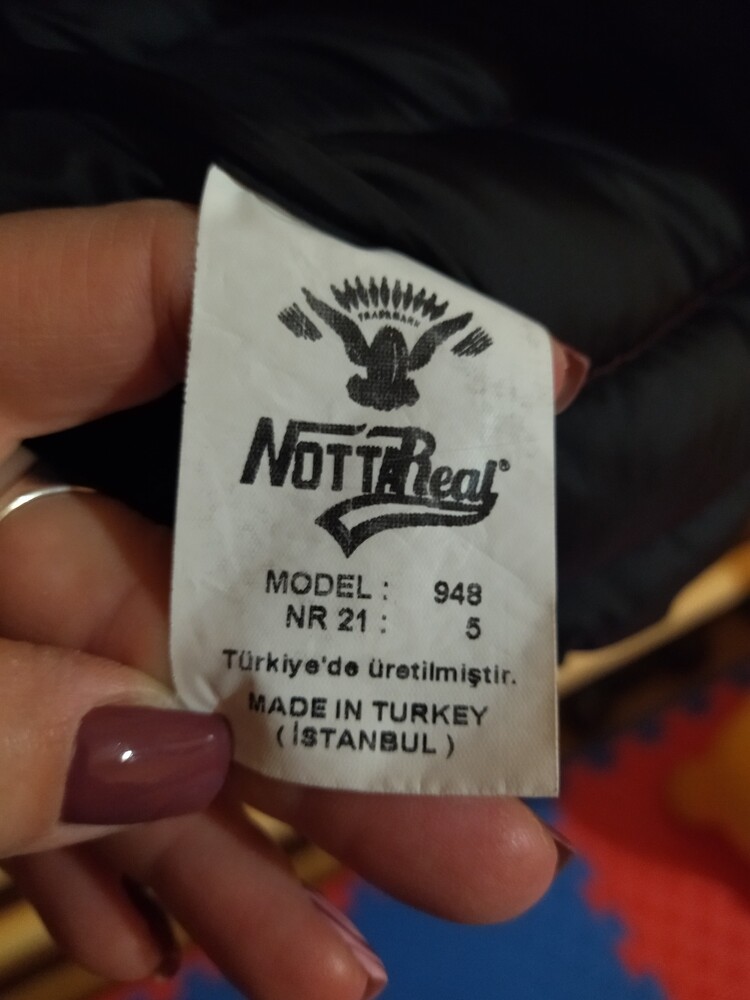 TRADEMARK
NOTTAReal®
MODEL : 948
NR 21 : 5
Türkiye'de üretilmiştir.
MADE IN TURKEY
(İSTANBUL)